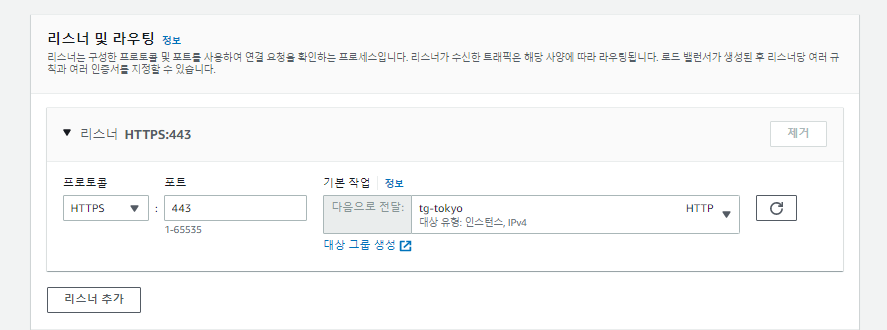 리스너 및 라우팅 정보
리스너는 구성한 프로토콜 및 포트를 사용하여 연결 요청을 확인하는 프로세스입니다. 리스너가 수신한 트래픽은 해당 사양에 따라 라우팅됩니다. 로드 밸런서가 생성된 후 리스너당 여러 규
칙과 여러 인증서를 지정할 수 있습니다.
▼ 리스너 HTTPS:443 제거
프로토콜 포트 기본 작업 정보
HTTPS : 443 다음으로 전달: tg-tokyo HTTP
대상 유형: 인스턴스, IPv4
1-65535
대상 그룹 생성
리스너 추가